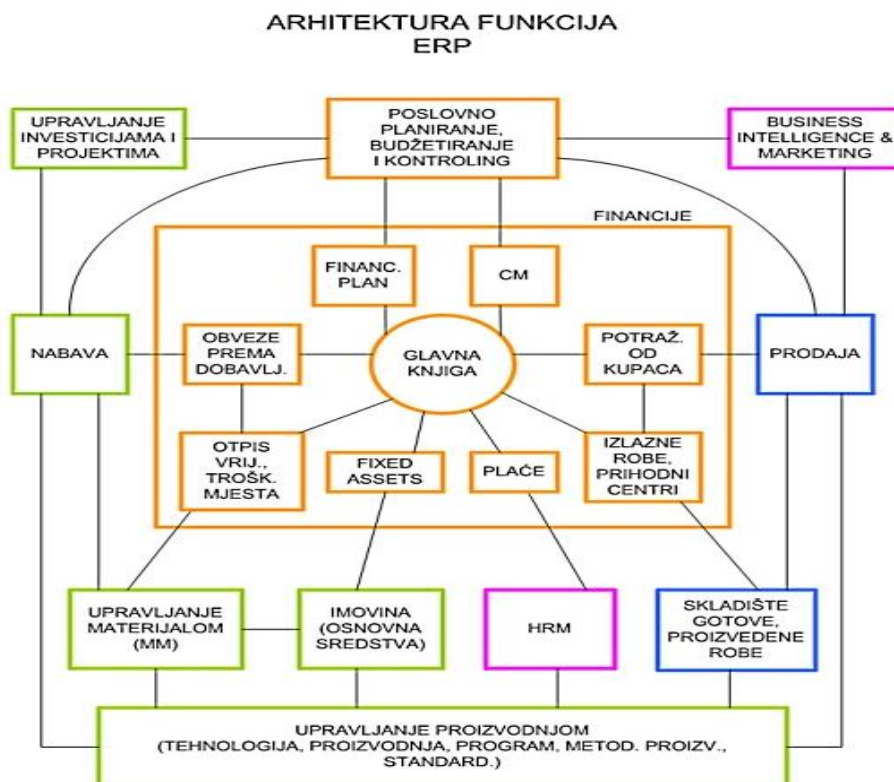 ARHITEKTURA FUNKCIJA
ERP
UPRAVLJANJE
INVESTICIJAMA I
PROJEKTIMA
POSLOVNO
PLANIRANJE,
BUDŽETIRANJE
I KONTROLING
BUSINESS
INTELLIGENCE &
MARKETING
FINANCIJE
FINANC.
PLAN
CM
NABAVA
OBVEZE
PREMA
DOBAVLJ.
GLAVNA
KNJIGA
POTRAŽ.
OD
KUPACA
PRODAJA
OTPIS
VRIJ.,
TROŠK.
MJESTA
FIXED
ASSETS
PLAĆE
IZLAZNE
ROBE,
PRIHODNI
CENTRI
UPRAVLJANJE
MATERIJALOM
(MM)
IMOVINA
(OSNOVNA
SREDSTVA)
HRM
SKLADIŠTE
GOTOVE,
PROIZVEDENE
ROBE
UPRAVLJANJE PROIZVODNJOM
(TEHNOLOGIJA, PROIZVODNJA, PROGRAM, METOD. PROIZV.,
STANDARD.)